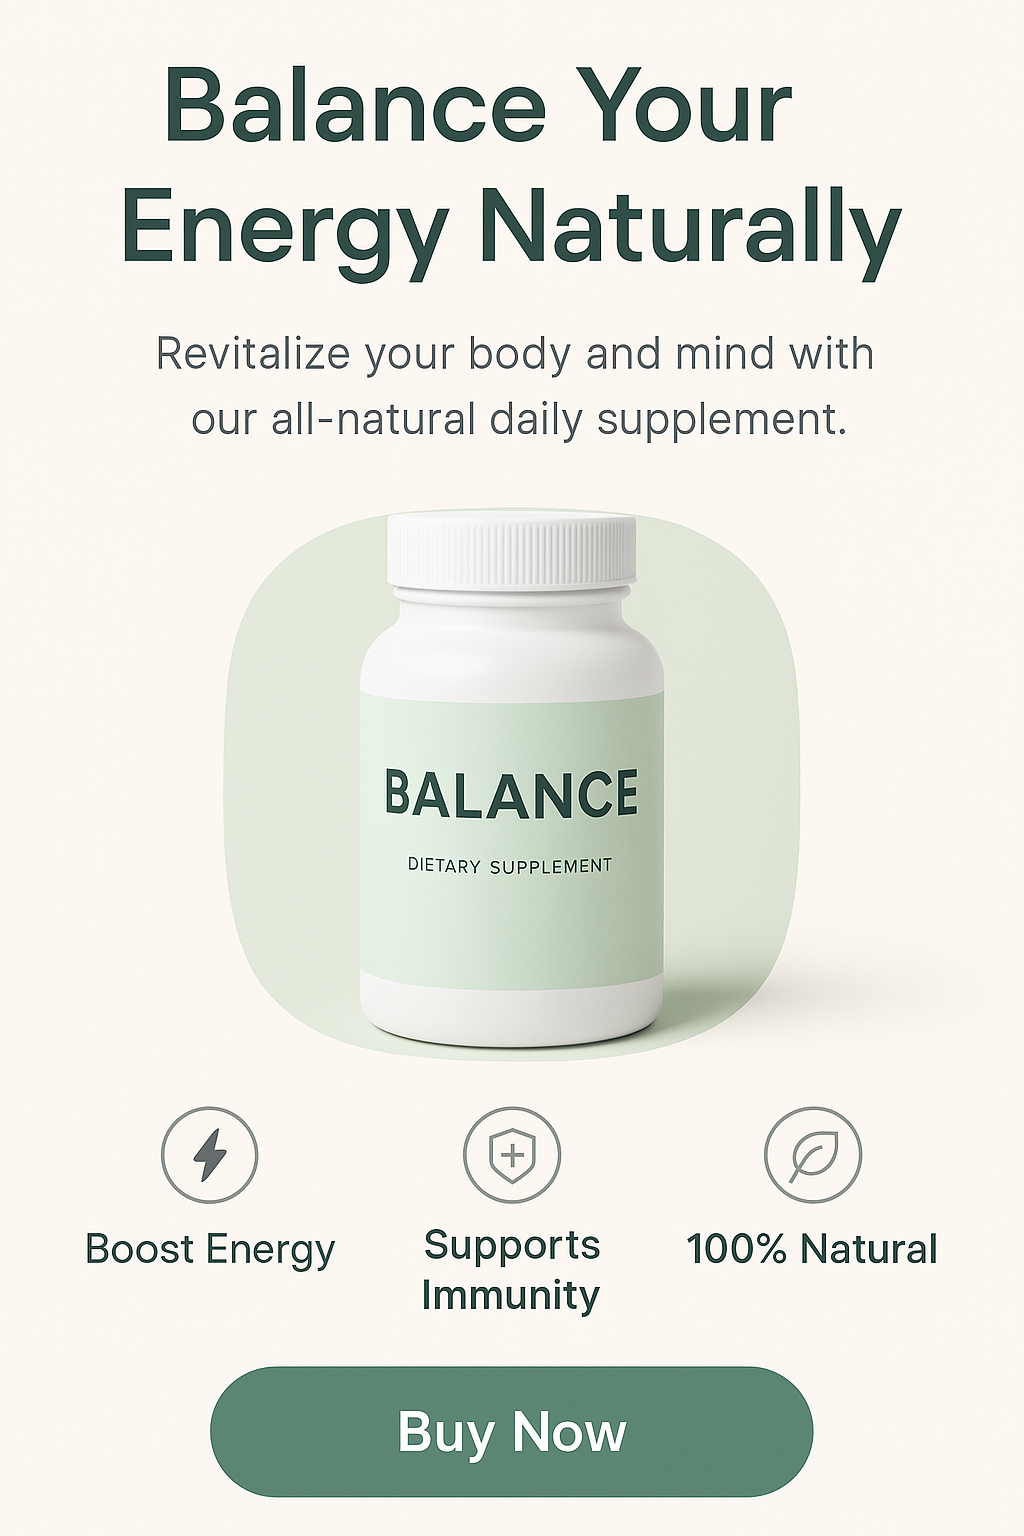 Balance Your
Energy Naturally
Revitalize your body and mind with
our all-natural daily supplement.
BALANCE
DIETARY SUPPLEMENT
Boost Energy
Supports
Immunity
100% Natural
Buy Now